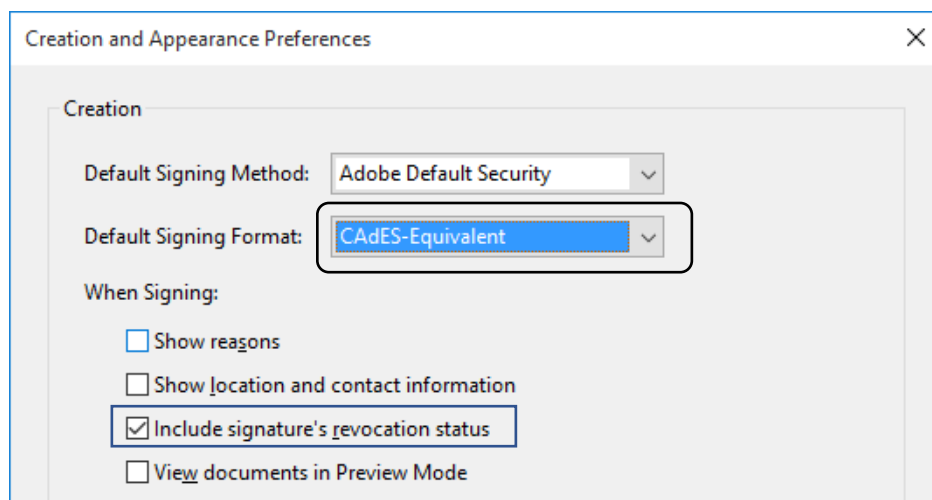 Creation and Appearance Preferences
Creation
Default Signing Method: Adobe Default Security
Default Signing Format: CAdES-Equivalent
When Signing:
Show reasons
Show location and contact information
Include signature's revocation status
View documents in Preview Mode